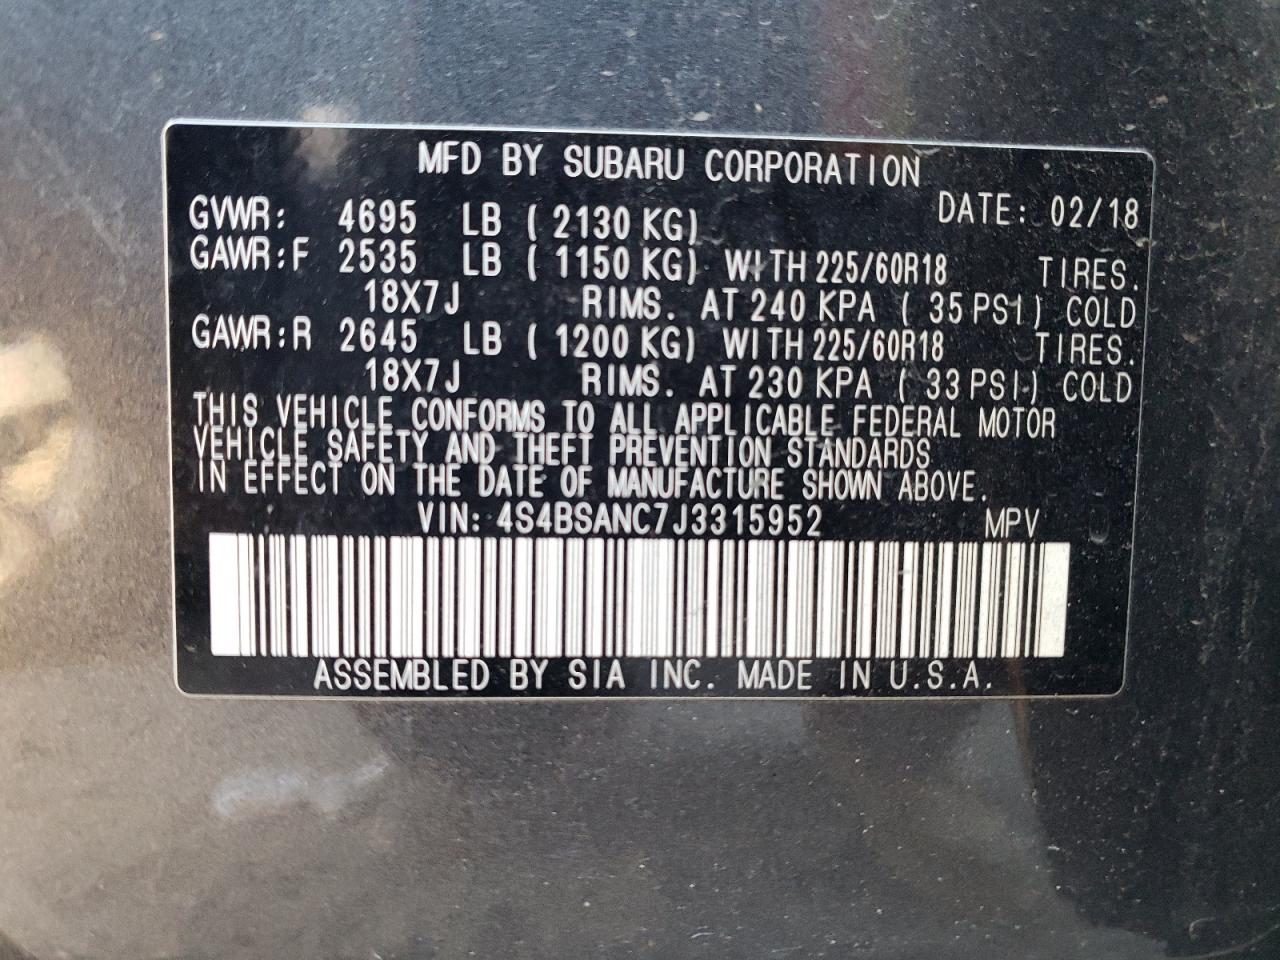 MFD BY SUBARU CORPORATION
GVWR: 4695 LB ( 2130 KG) DATE: 02/18
GAWR:F 2535 LB ( 1150 KG) WITH 225/60R18 TIRES.
18X7J RIMS. AT 240 KPA ( 35 PSI) COLD
GAWR:R 2645 LB ( 1200 KG) WITH 225/60R18 TIRES.
18X7J RIMS. AT 230 KPA ( 33 PSI) COLD
THIS VEHICLE CONFORMS TO ALL APPLICABLE FEDERAL MOTOR
VEHICLE SAFETY AND THEFT PREVENTION STANDARDS
IN EFFECT ON THE DATE OF MANUFACTURE SHOWN ABOVE.
VIN: 4S4BSANC7J3315952 MPV
ASSEMBLED BY SIA INC. MADE IN U.S.A.